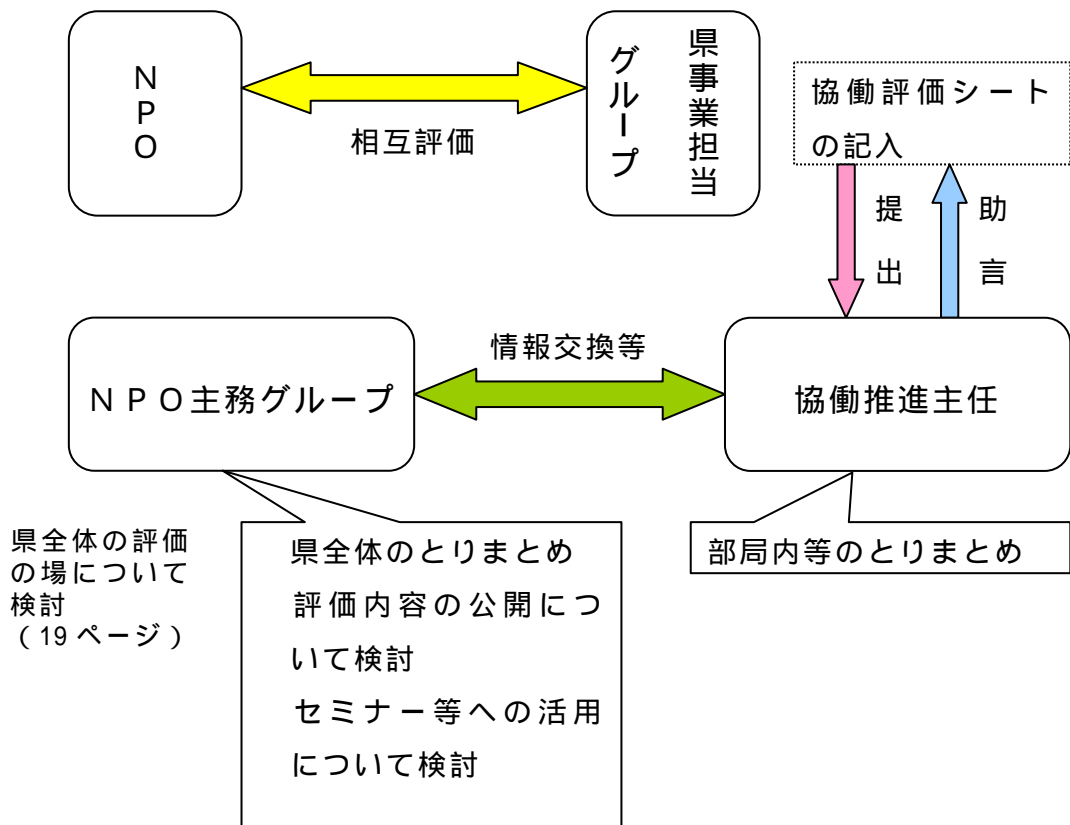 NPO
相互評価
県事業担当
グループ
協働評価シート
の記入
提出
助言
NPO主務グループ
情報交換等
協働推進主任
県全体の評価
の場について
検討
(19ページ)
県全体のとりまとめ
評価内容の公開につ
いて検討
セミナー等への活用
について検討
部局内等のとりまとめ